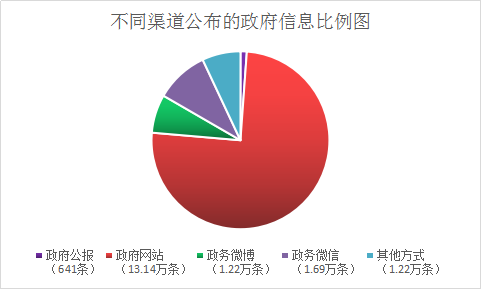 不同渠道公布的政府信息比例图
政府公报 政府网站 政务微博 政务微信 其他方式
（641条） （13.14万条） （1.22万条） （1.69万条） （1.22万条）